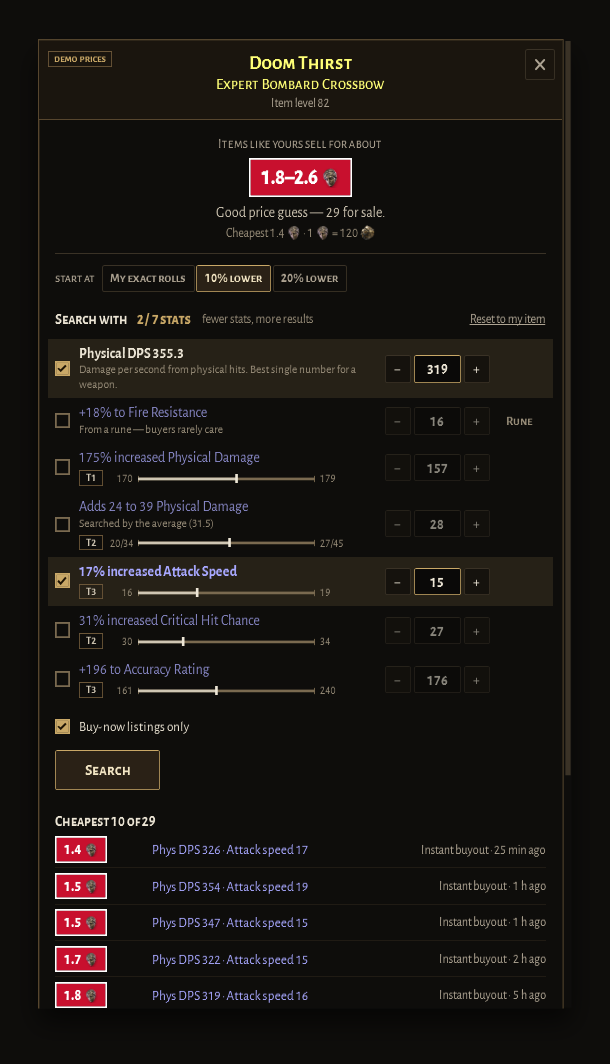 DEMO PRICES
Doom Thirst
Expert Bombard Crossbow
Item level 82
Items like yours sell for about
1.8–2.6
Good price guess — 29 for sale.
Cheapest 1.4 · 1 = 120
START AT My exact rolls 10% lower 20% lower
Search with 2 / 7 stats fewer stats, more results Reset to my item
Physical DPS 355.3
Damage per second from physical hits. Best single number for a
weapon.
− 319 +
+18% to Fire Resistance
From a rune — buyers rarely care
− 16 + Rune
175% increased Physical Damage
T1 170 179
− 157 +
Adds 24 to 39 Physical Damage
Searched by the average (31.5)
T2 20/34 27/45
− 28 +
17% increased Attack Speed
T3 16 19
− 15 +
31% increased Critical Hit Chance
T2 30 34
− 27 +
+196 to Accuracy Rating
T3 161 240
− 176 +
Buy-now listings only
Search
Cheapest 10 of 29
1.4 Phys DPS 326 · Attack speed 17 Instant buyout · 25 min ago
1.5 Phys DPS 354 · Attack speed 19 Instant buyout · 1 h ago
1.5 Phys DPS 347 · Attack speed 15 Instant buyout · 1 h ago
1.7 Phys DPS 322 · Attack speed 15 Instant buyout · 2 h ago
1.8 Phys DPS 319 · Attack speed 16 Instant buyout · 5 h ago